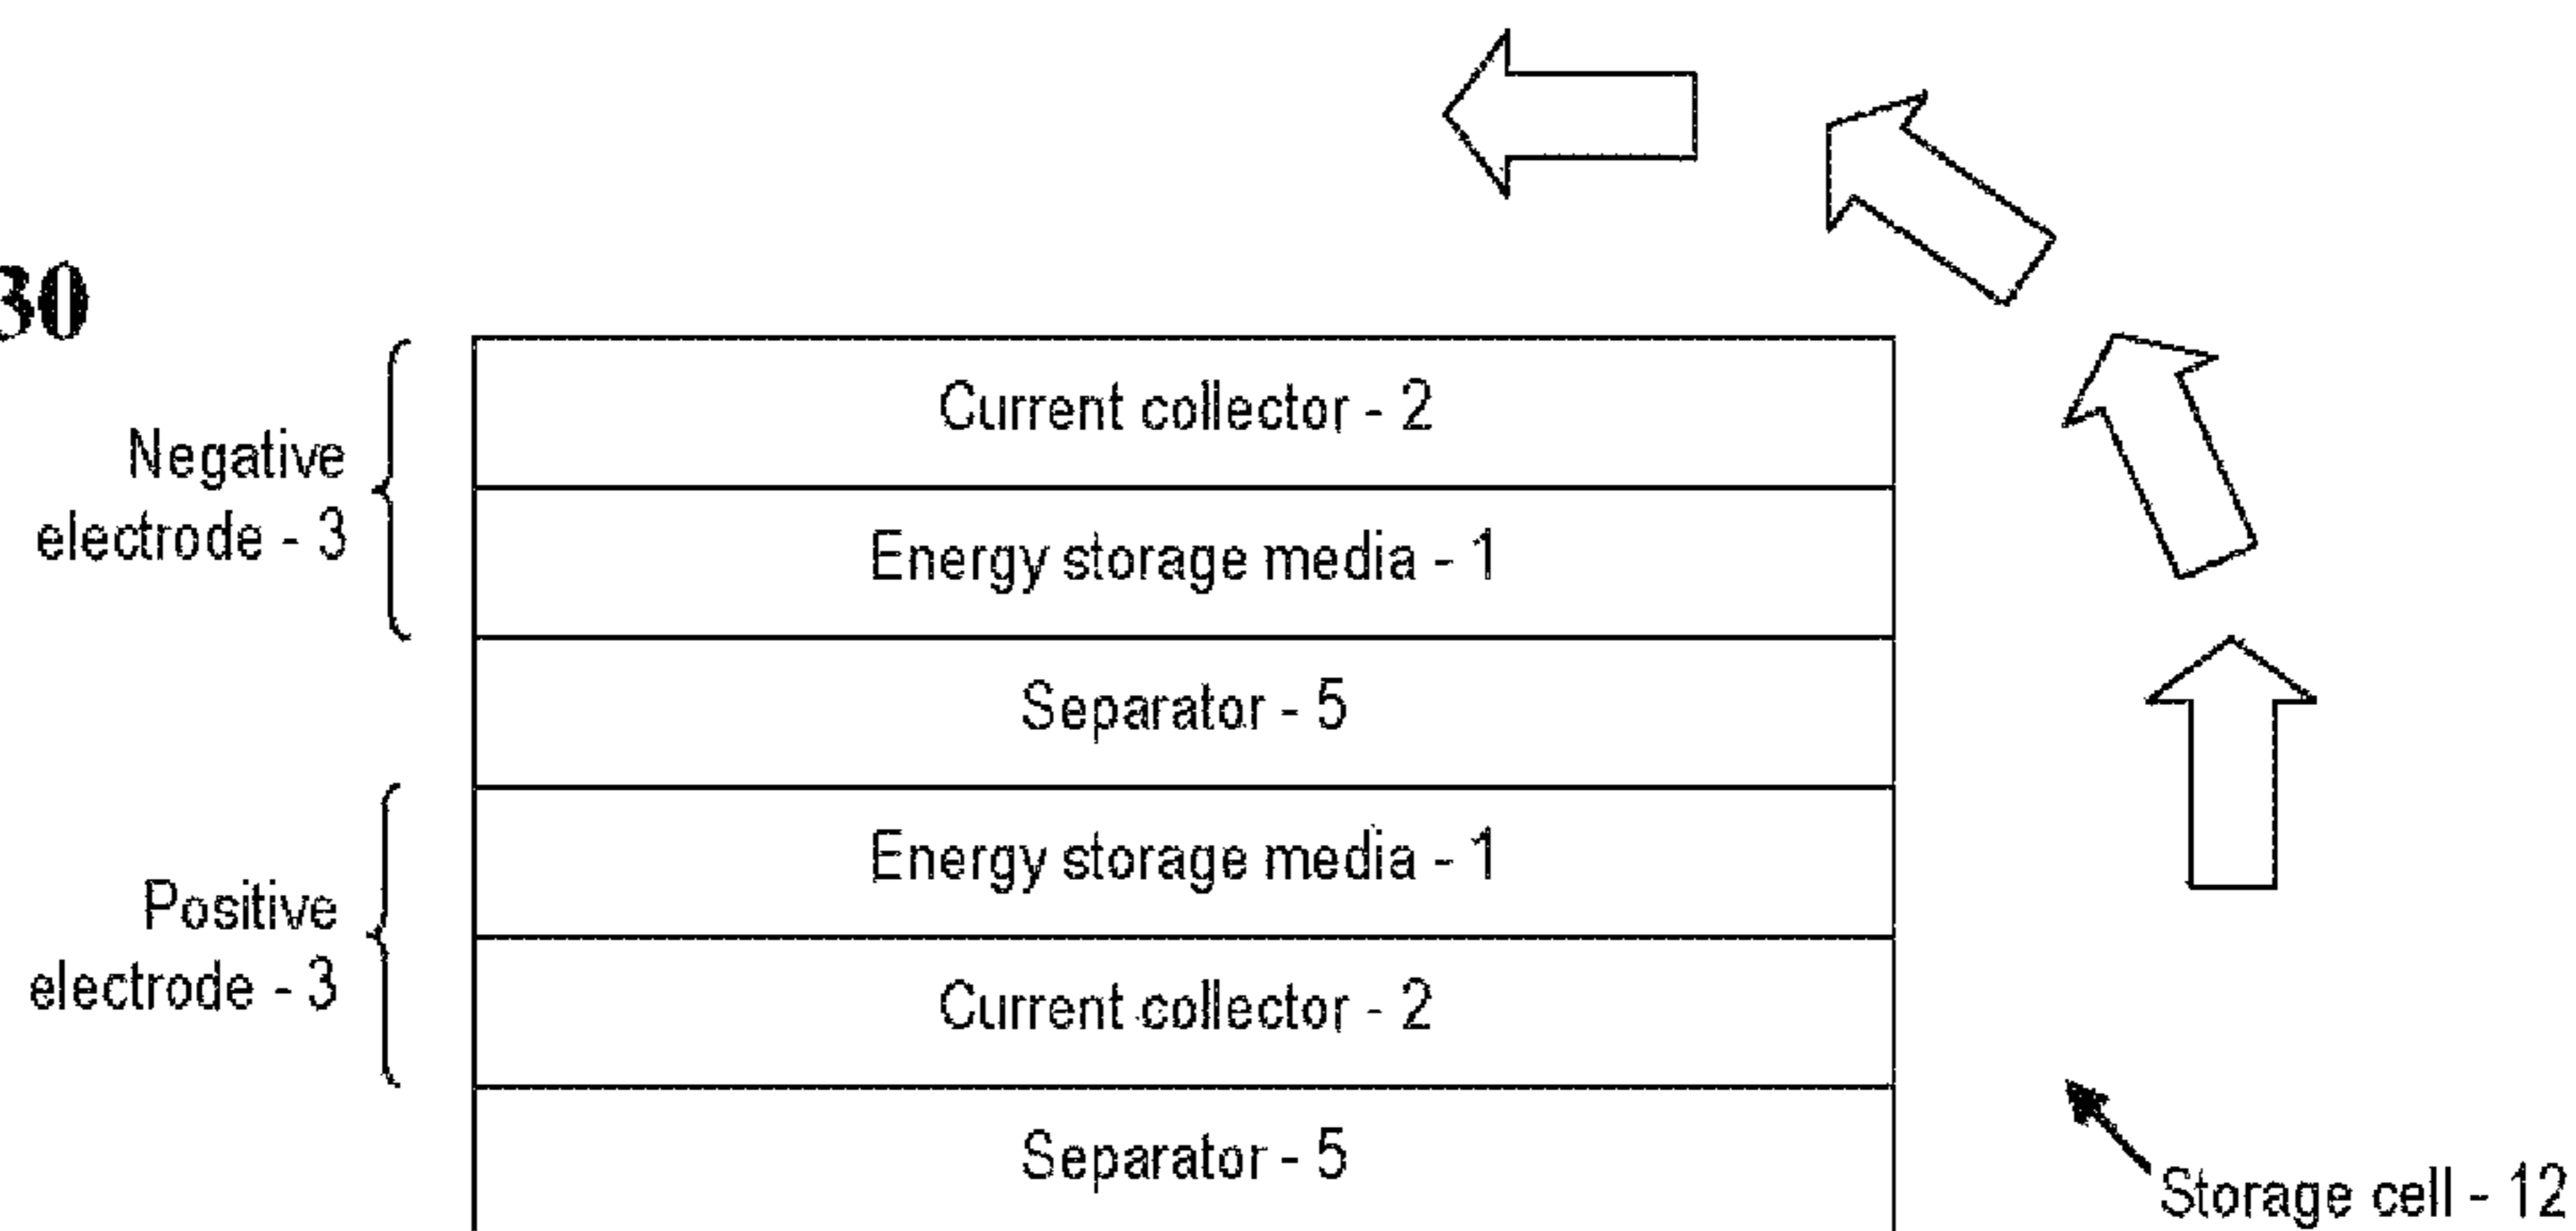 30
Current collector - 2
Negative
electrode - 3
Energy storage media - 1
Separator - 5
Energy storage media - 1
Positive
electrode - 3
Current collector - 2
Separator - 5
Storage cell - 12